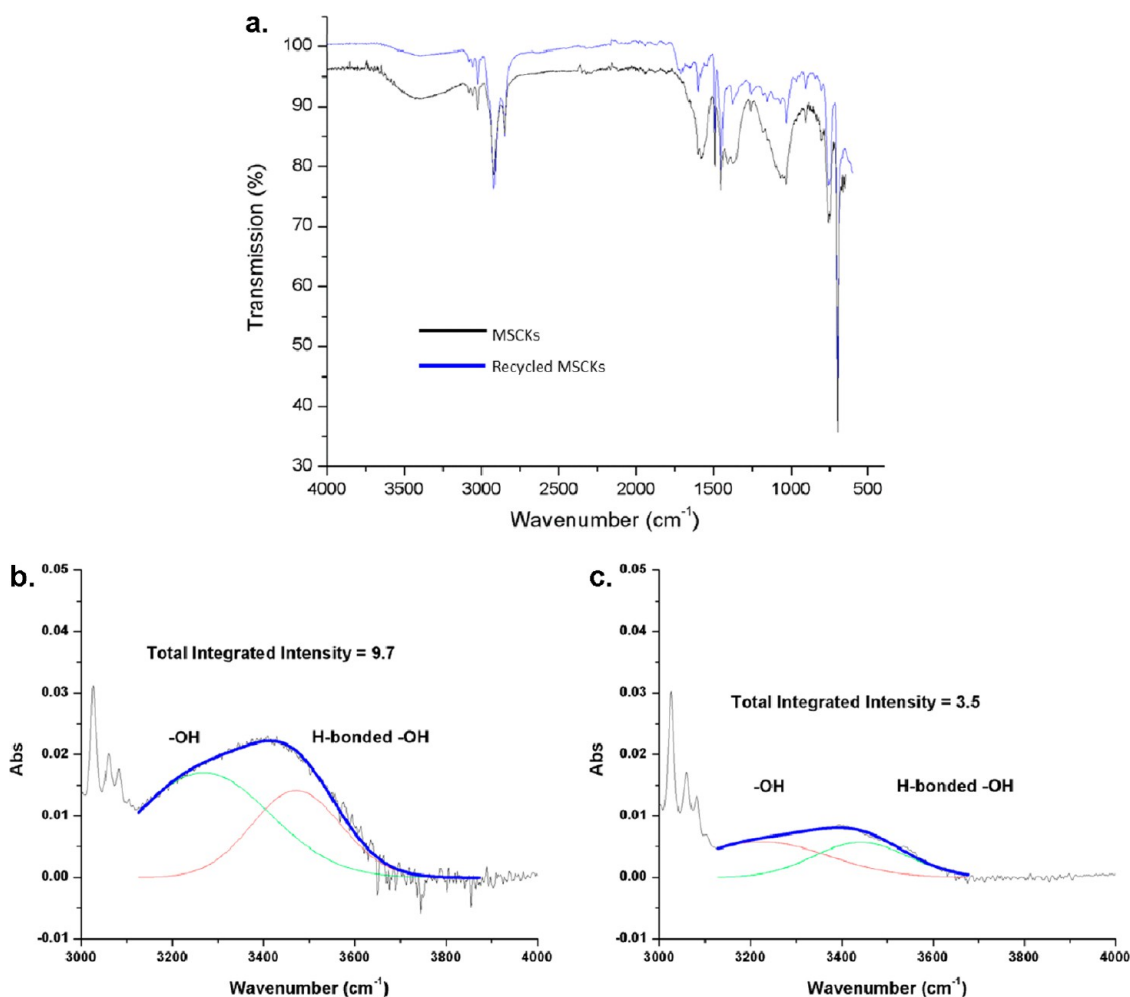 a.
100
90
80
70
60
50
40
30
Transmission (%)
MSCKs
Recycled MSCKs
4000 3500 3000 2500 2000 1500 1000 500
Wavenumber (cm-1)
b.
0.05
0.04
0.03
0.02
0.01
0.00
-0.01
Abs
Total Integrated Intensity = 9.7
-OH
H-bonded -OH
3000 3200 3400 3600 3800 4000
Wavenumber (cm-1)
c.
0.05
0.04
0.03
0.02
0.01
0.00
-0.01
Abs
Total Integrated Intensity = 3.5
-OH
H-bonded -OH
3000 3200 3400 3600 3800 4000
Wavenumber (cm-1)